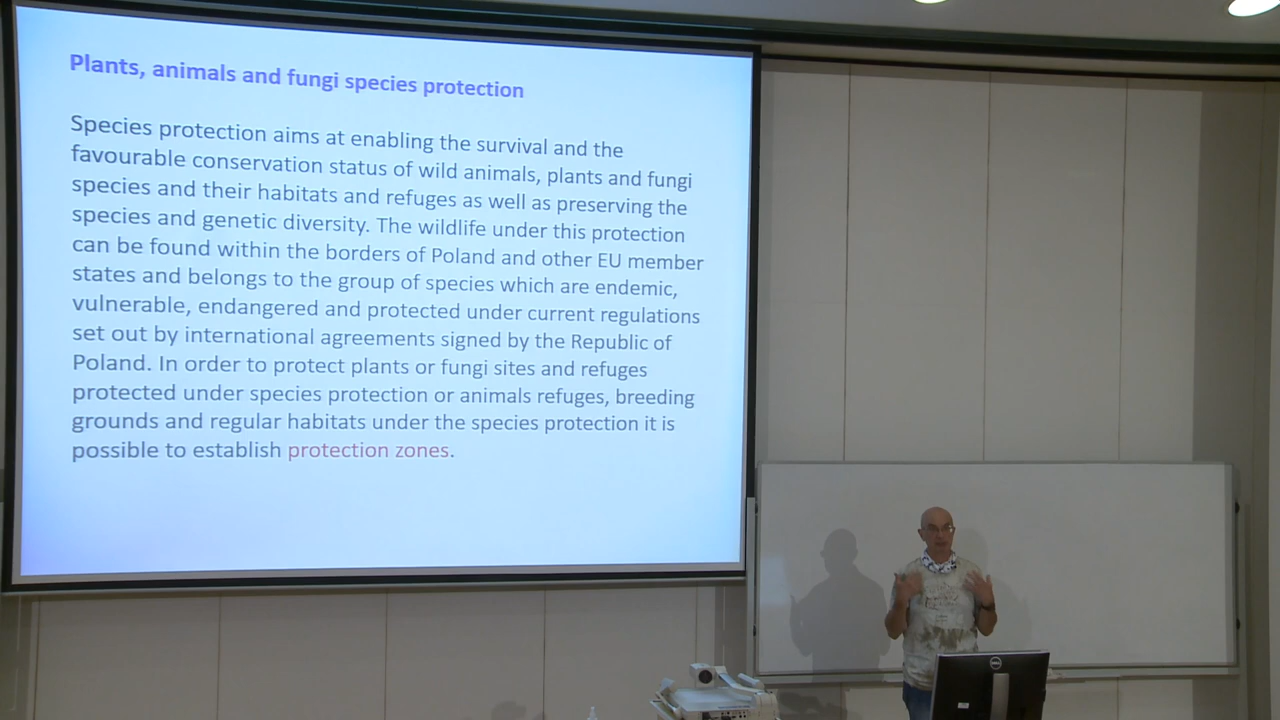 Plants, animals and fungi species protection
Species protection aims at enabling the survival and the
favourable conservation status of wild animals, plants and fungi
species and their habitats and refuges as well as preserving the
species and genetic diversity. The wildlife under this protection
can be found within the borders of Poland and other EU member
states and belongs to the group of species which are endemic,
vulnerable, endangered and protected under current regulations
set out by international agreements signed by the Republic of
Poland. In order to protect plants or fungi sites and refuges
protected under species protection or animals refuges, breeding
grounds and regular habitats under the species protection it is
possible to establish protection zones.
DELL